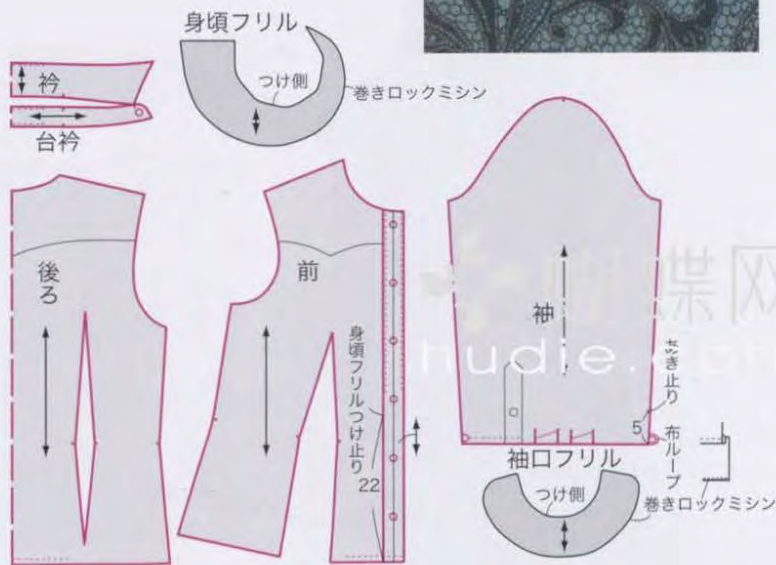 身頃フリル
つけ側
巻きロックミシン
衿
台衿
後ろ
前
身頃フリルつけ止り
22
袖
き止り
5
布ループ
袖口フリル
つけ側
巻きロックミシン
蝶网
hudie.